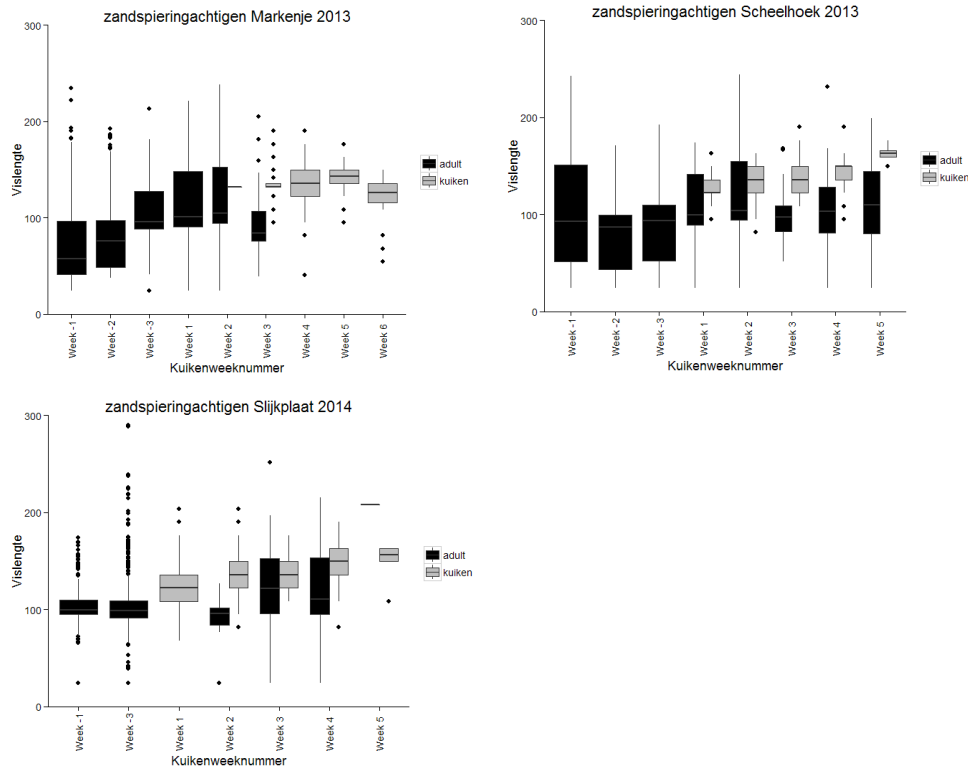 zandspieringachtigen Markenje 2013
Vislengte
300
200
100
0
Week -1
Week -2
Week -3
Week 1
Week 2
Week 3
Week 4
Week 5
Week 6
Kuikenweeknummer
adult
kuiken
zandspieringachtigen Scheelhoek 2013
Vislengte
300
200
100
0
Week -1
Week -2
Week -3
Week 1
Week 2
Week 3
Week 4
Week 5
Kuikenweeknummer
adult
kuiken
zandspieringachtigen Slijkplaat 2014
Vislengte
300
200
100
0
Week -1
Week -3
Week 1
Week 2
Week 3
Week 4
Week 5
Kuikenweeknummer
adult
kuiken